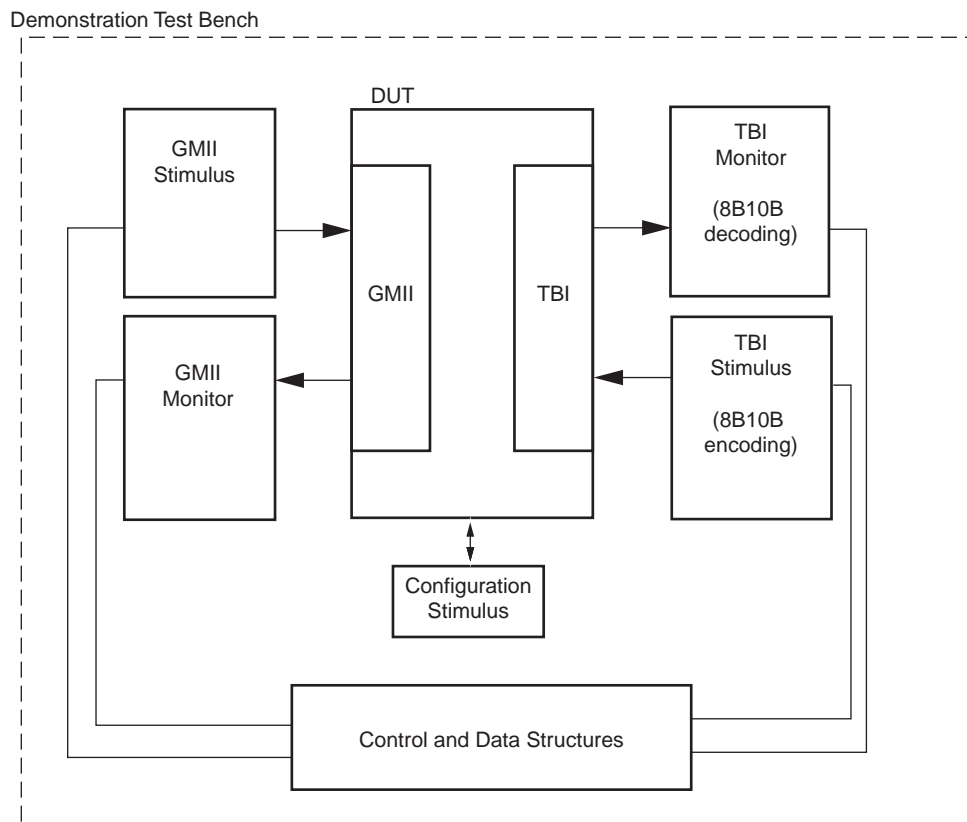 Demonstration Test Bench
DUT
GMII
Stimulus
TBI
Monitor
(8B10B
decoding)
GMII
TBI
GMII
Monitor
TBI
Stimulus
(8B10B
encoding)
Configuration
Stimulus
Control and Data Structures